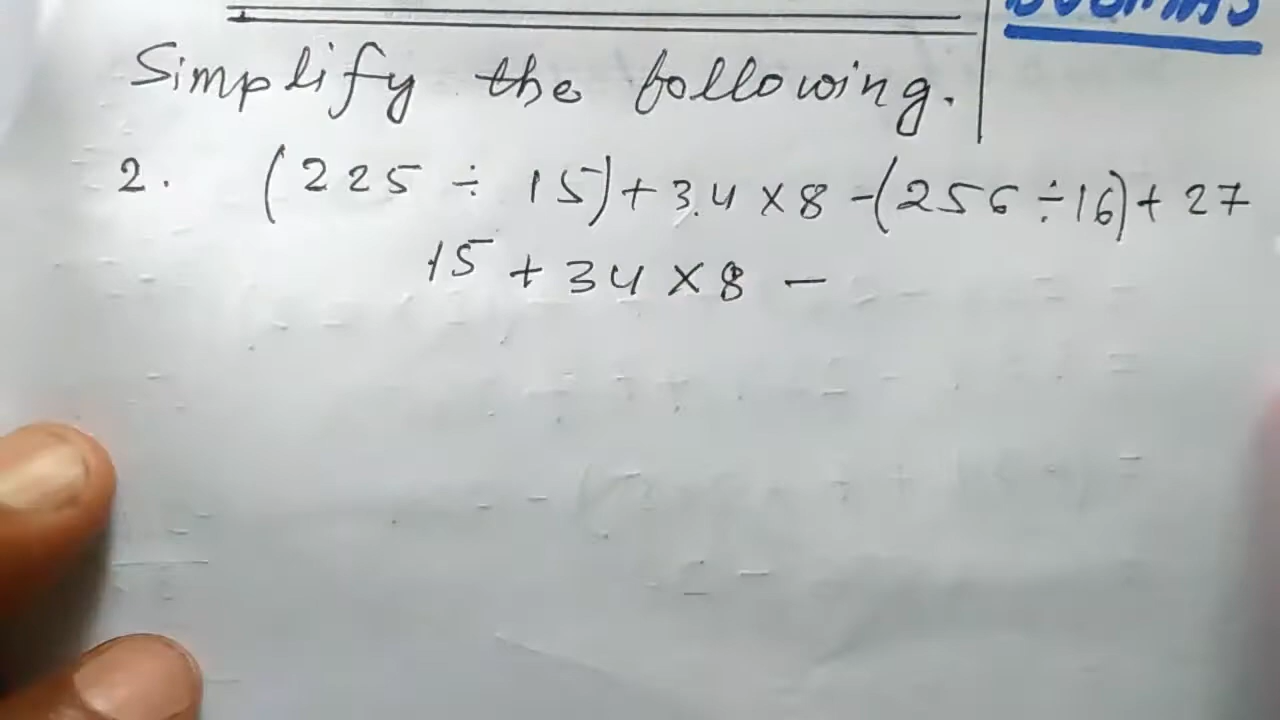 Simplify the following.
2. (225 ÷ 15) + 3.4 × 8 - (256 ÷ 16) + 27
15 + 34 × 8 -